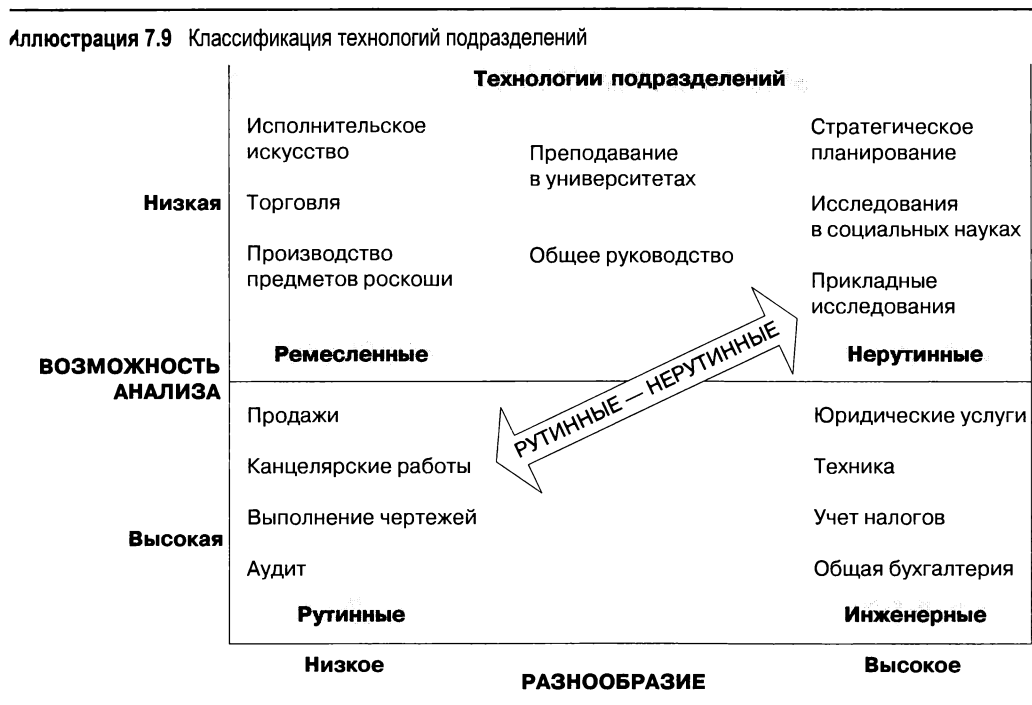 Иллюстрация 7.9 Классификация технологий подразделений
Технологии подразделений
Исполнительское
искусство
Торговля
Производство
предметов роскоши
Ремесленные
Преподавание
в университетах
Общее руководство
Стратегическое
планирование
Исследования
в социальных науках
Прикладные
исследования
Нерутинные
Низкая
ВОЗМОЖНОСТЬ
АНАЛИЗА
РУТИННЫЕ — НЕРУТИННЫЕ
Высокая
Продажи
Канцелярские работы
Выполнение чертежей
Аудит
Рутинные
Юридические услуги
Техника
Учет налогов
Общая бухгалтерия
Инженерные
Низкое
Высокое
РАЗНООБРАЗИЕ